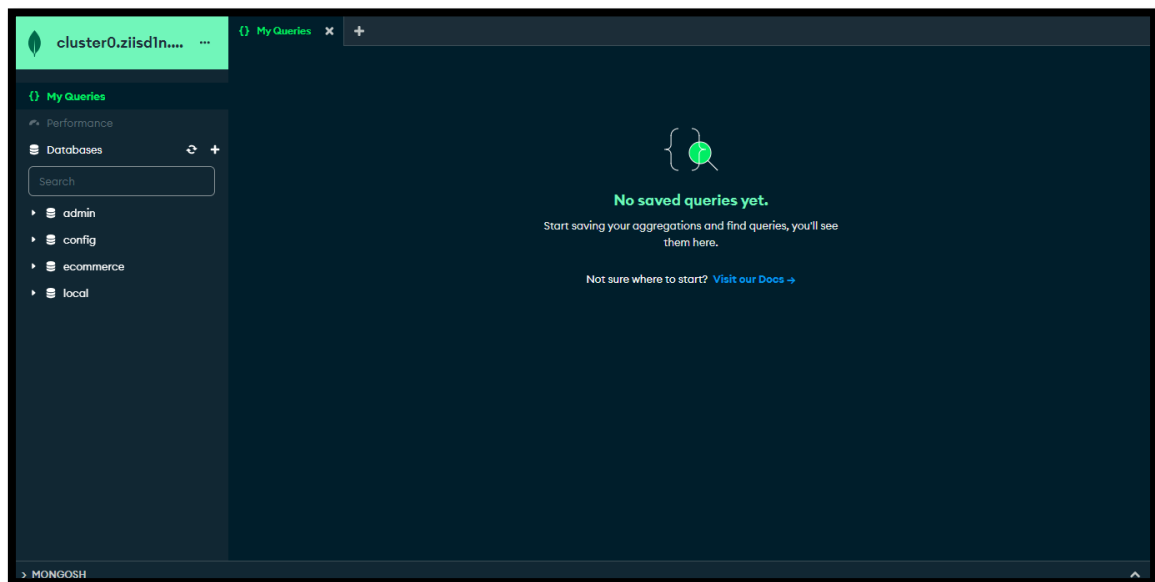 cluster0.ziisd1n.... ...
{} My Queries
{} My Queries
Performance
Databases
Search
admin
config
ecommerce
local
No saved queries yet.
Start saving your aggregations and find queries, you'll see
them here.
Not sure where to start? Visit our Docs →
> MONGOSH